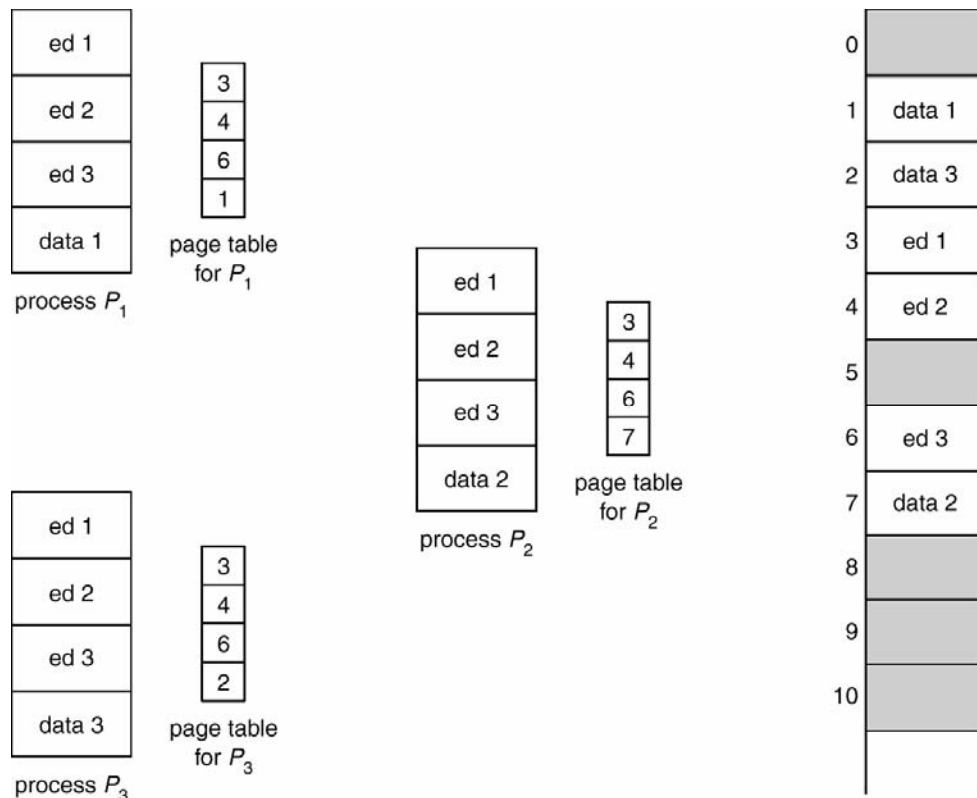 ed 1
ed 2
ed 3
data 1
process P1
3
4
6
1
page table
for P1
ed 1
ed 2
ed 3
data 2
process P2
3
4
6
7
page table
for P2
ed 1
ed 2
ed 3
data 3
process P3
3
4
6
2
page table
for P3
0
1 data 1
2 data 3
3 ed 1
4 ed 2
5
6 ed 3
7 data 2
8
9
10